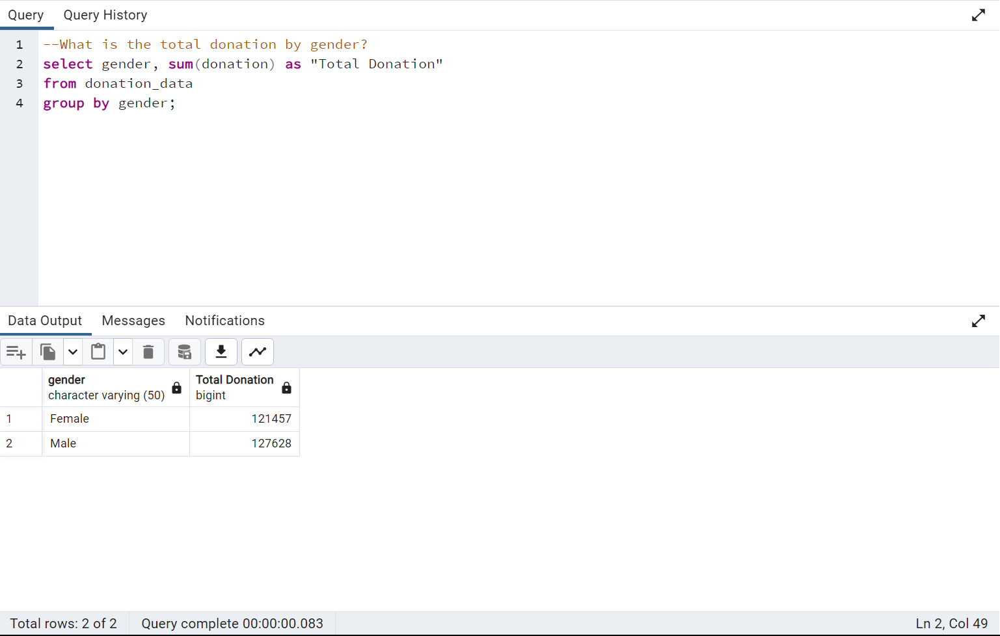 Query Query History
1 --What is the total donation by gender?
2 select gender, sum(donation) as "Total Donation"
3 from donation_data
4 group by gender;
Data Output Messages Notifications
gender Total Donation
character varying (50) bigint
1 Female 121457
2 Male 127628
Total rows: 2 of 2 Query complete 00:00:00.083 Ln 2, Col 49